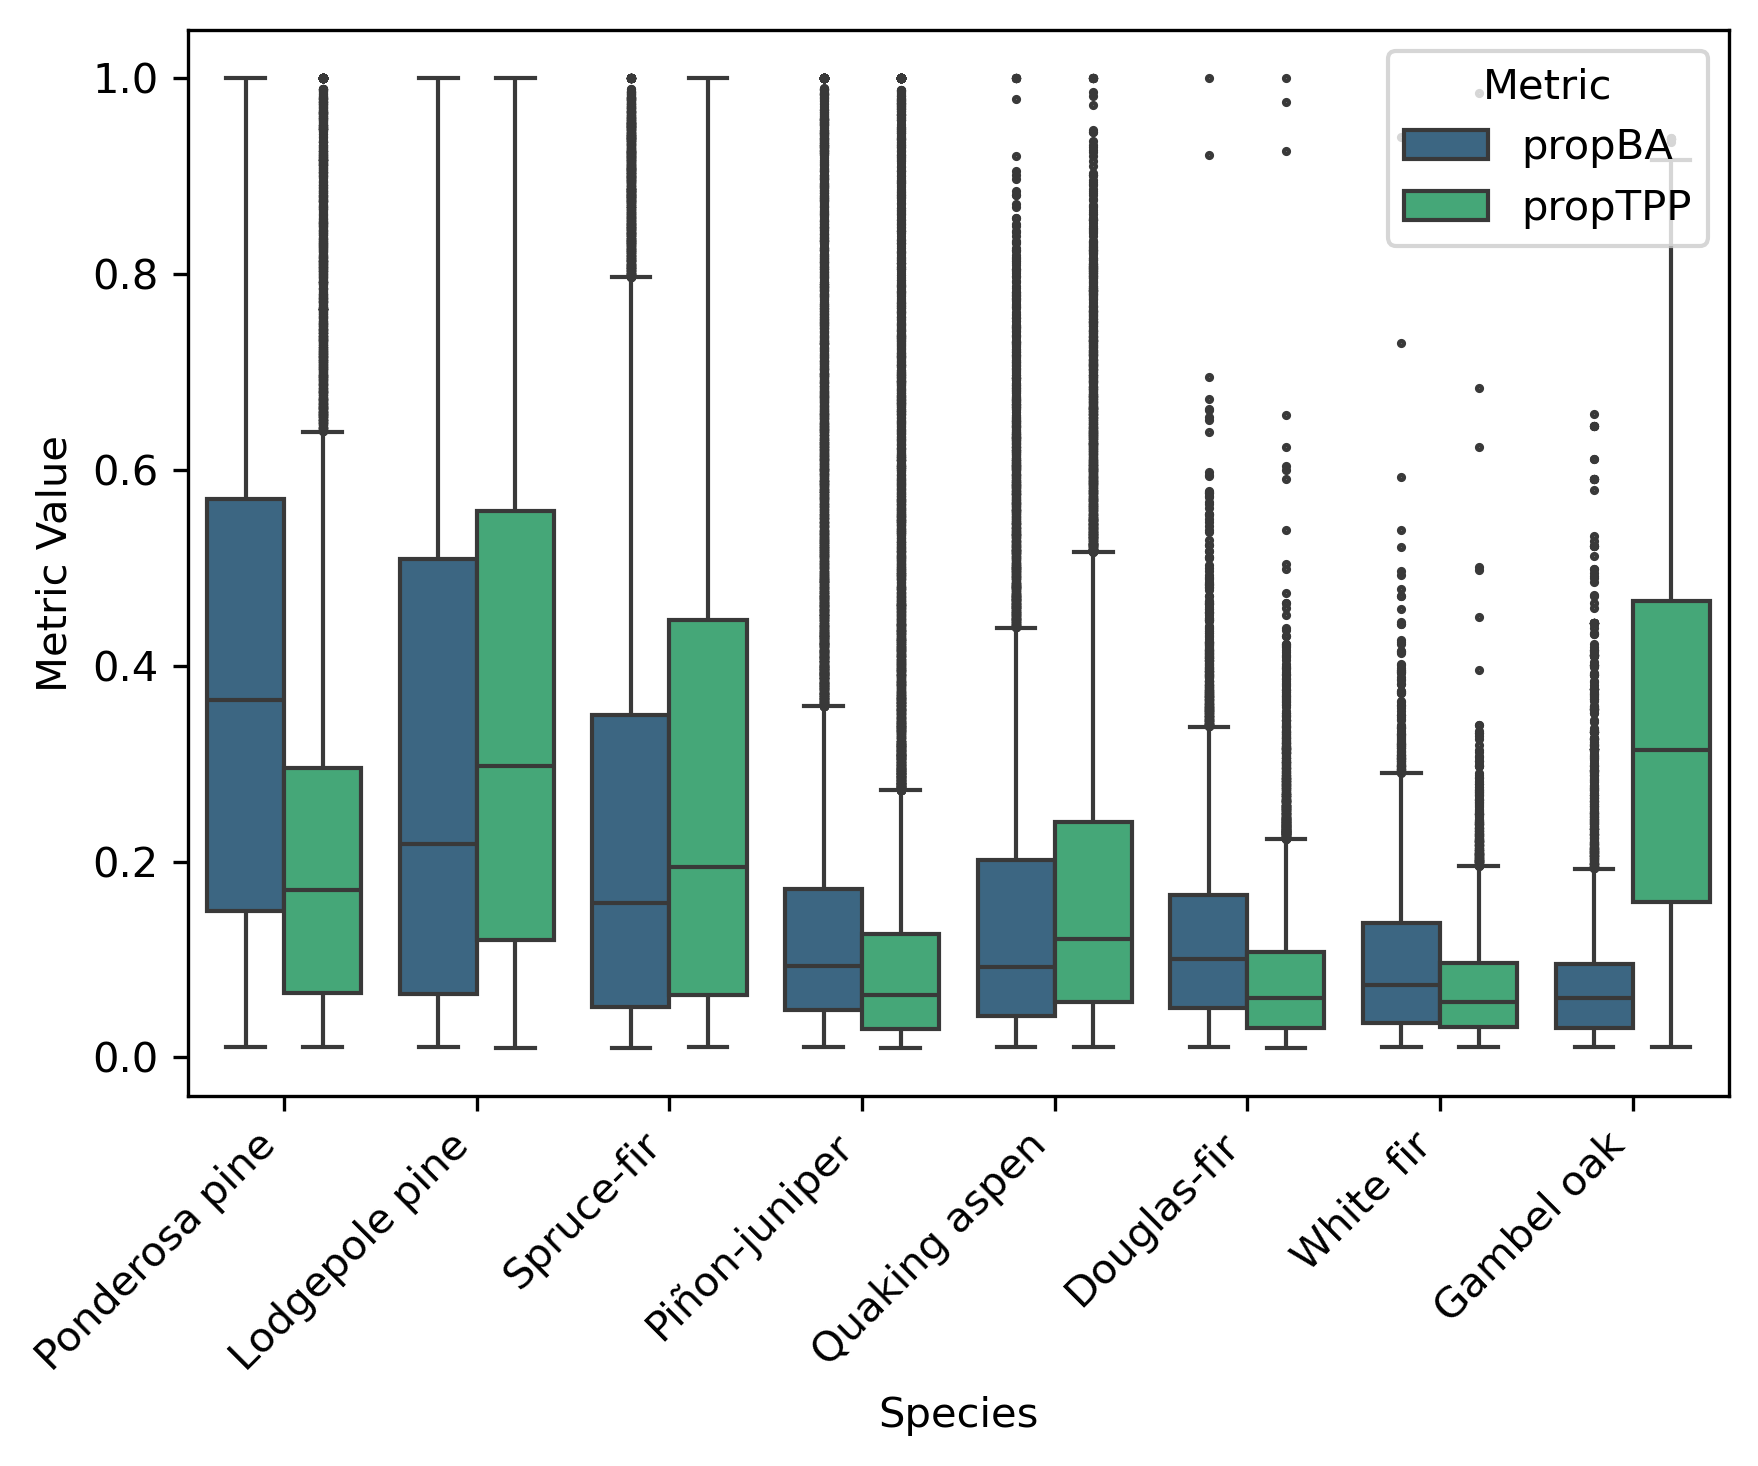 Metric
propBA
propTPP
Metric Value
1.0
0.8
0.6
0.4
0.2
0.0
Ponderosa pine
Lodgepole pine
Spruce-fir
Piñon-juniper
Quaking aspen
Douglas-fir
White fir
Gambel oak
Species